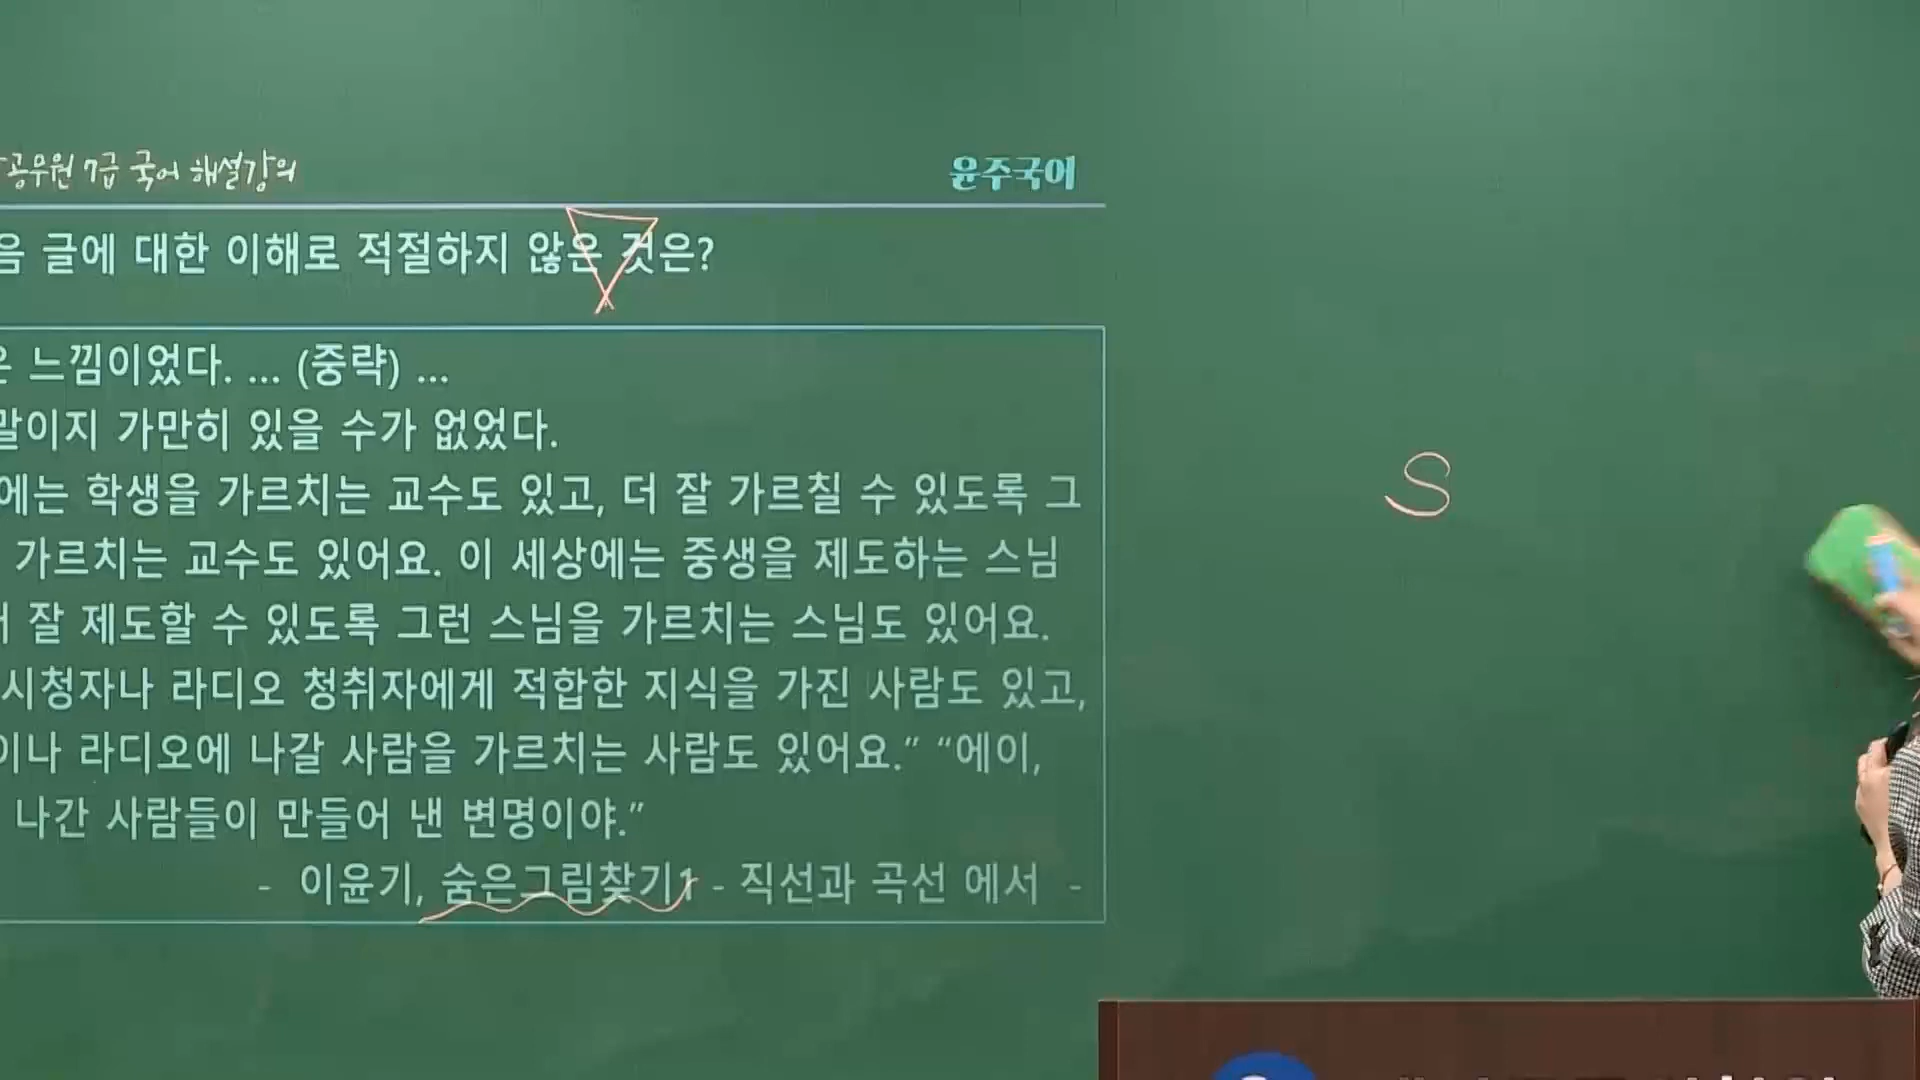 공무원 7급 국어 해설강의
윤주국어
음 글에 대한 이해로 적절하지 않은 것은?
은 느낌이었다. ... (중략) ...
말이지 가만히 있을 수가 없었다.
에는 학생을 가르치는 교수도 있고, 더 잘 가르칠 수 있도록 그
가르치는 교수도 있어요. 이 세상에는 중생을 제도하는 스님
잘 제도할 수 있도록 그런 스님을 가르치는 스님도 있어요.
시청자나 라디오 청취자에게 적합한 지식을 가진 사람도 있고,
이나 라디오에 나갈 사람을 가르치는 사람도 있어요.” “에이,
나간 사람들이 만들어 낸 변명이야.”
- 이윤기, 숨은그림찾기1 - 직선과 곡선 에서 -
S